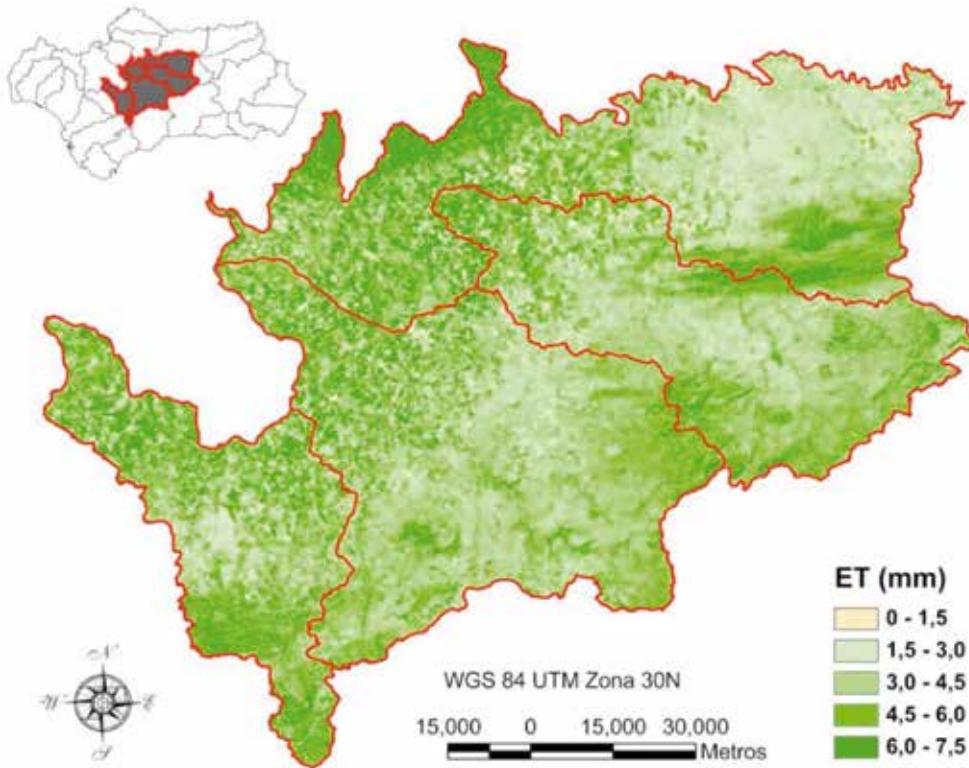 ET (mm)
0 - 1,5
1,5 - 3,0
3,0 - 4,5
4,5 - 6,0
6,0 - 7,5
WGS 84 UTM Zona 30N
15,000 0 15,000 30,000
Metros
N
W E
S